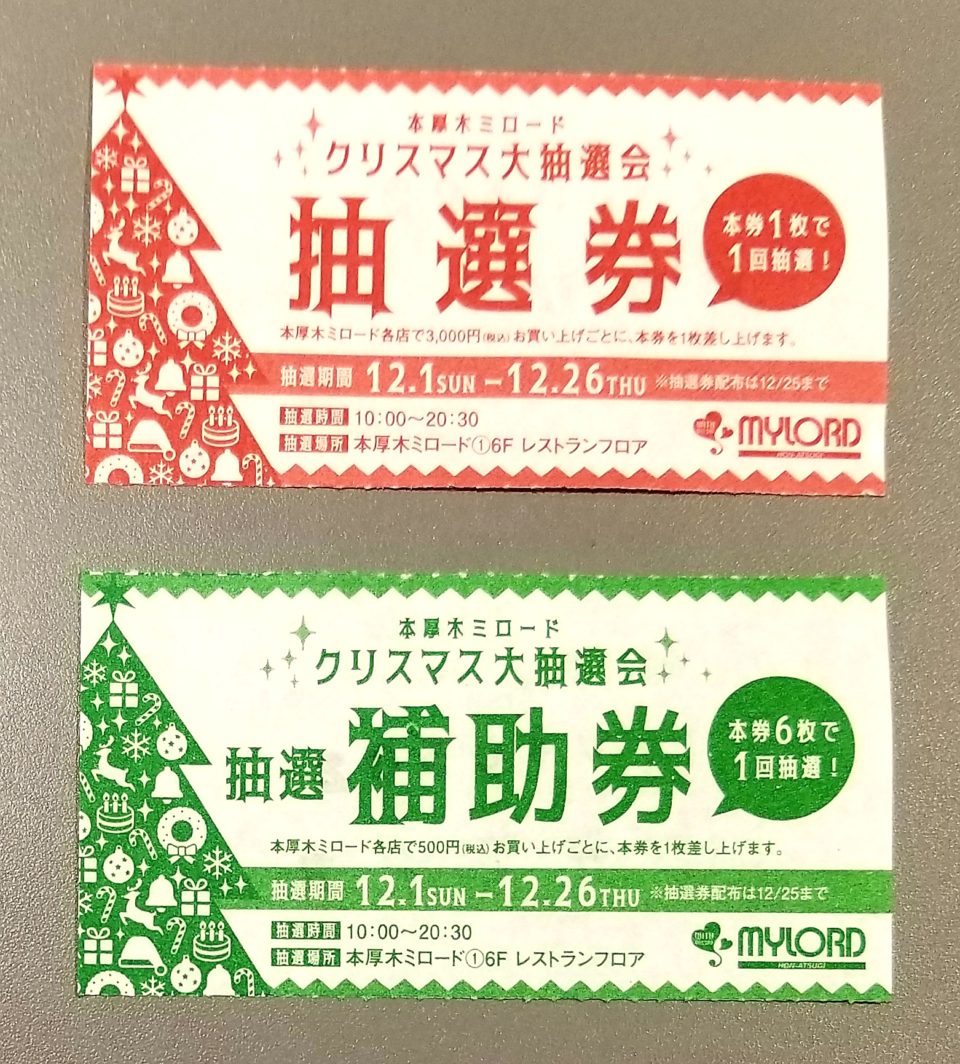 本厚木ミロード
クリスマス大抽選会
抽選券
本券1枚で
1回抽選！
本厚木ミロード各店で3,000円(税込)お買い上げごとに、本券を1枚差し上げます。
抽選期間 12.1SUN－12.26THU ※抽選券配布は12/25まで
抽選時間 10:00～20:30
抽選場所 本厚木ミロード①6F レストランフロア
MYLORD
HON-ATSUGI
本厚木ミロード
クリスマス大抽選会
抽選 補助券
本券6枚で
1回抽選！
本厚木ミロード各店で500円(税込)お買い上げごとに、本券を1枚差し上げます。
抽選期間 12.1SUN－12.26THU ※抽選券配布は12/25まで
抽選時間 10:00～20:30
抽選場所 本厚木ミロード①6F レストランフロア
MYLORD
HON-ATSUGI